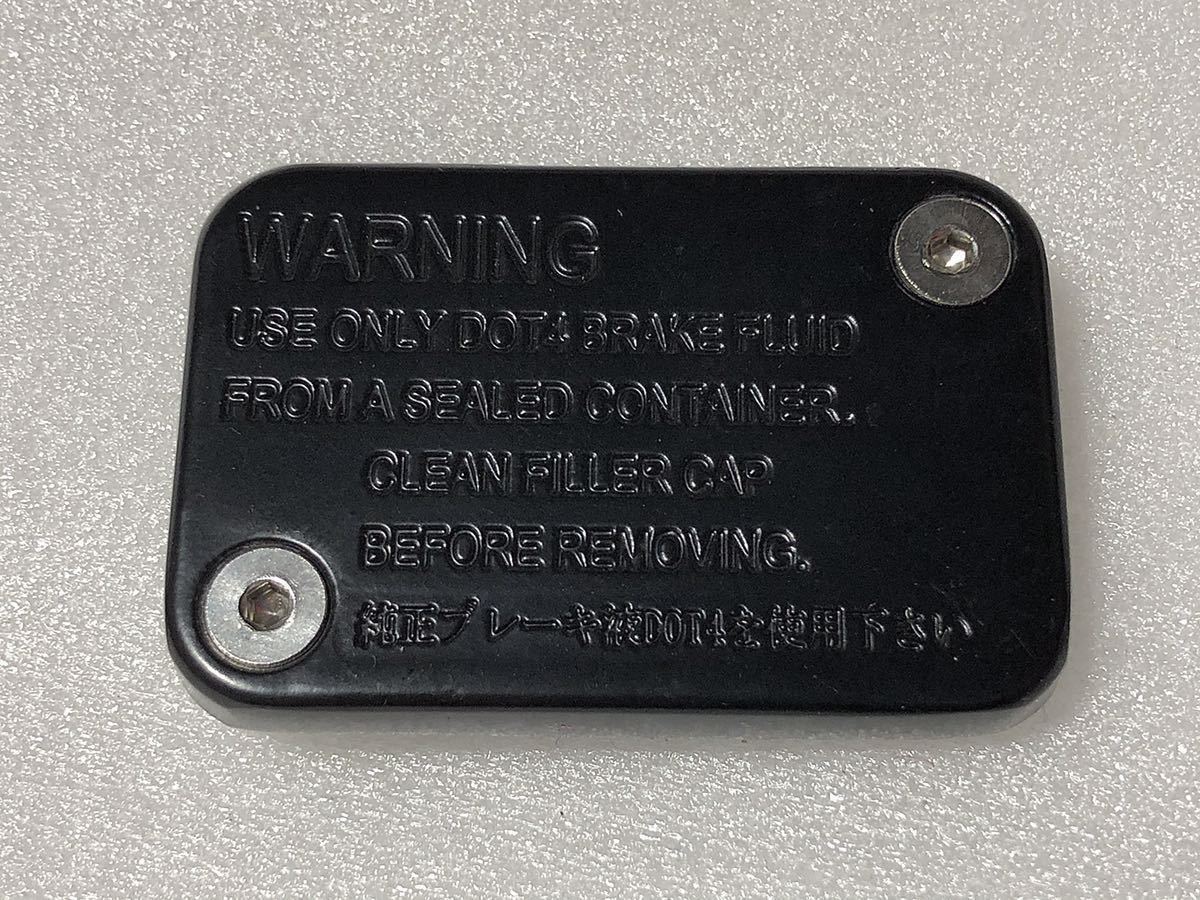 WARNING
USE ONLY DOT4 BRAKE FLUID
FROM A SEALED CONTAINER.
CLEAN FILLER CAP
BEFORE REMOVING.
純正ブレーキ液DOT4を使用下さい